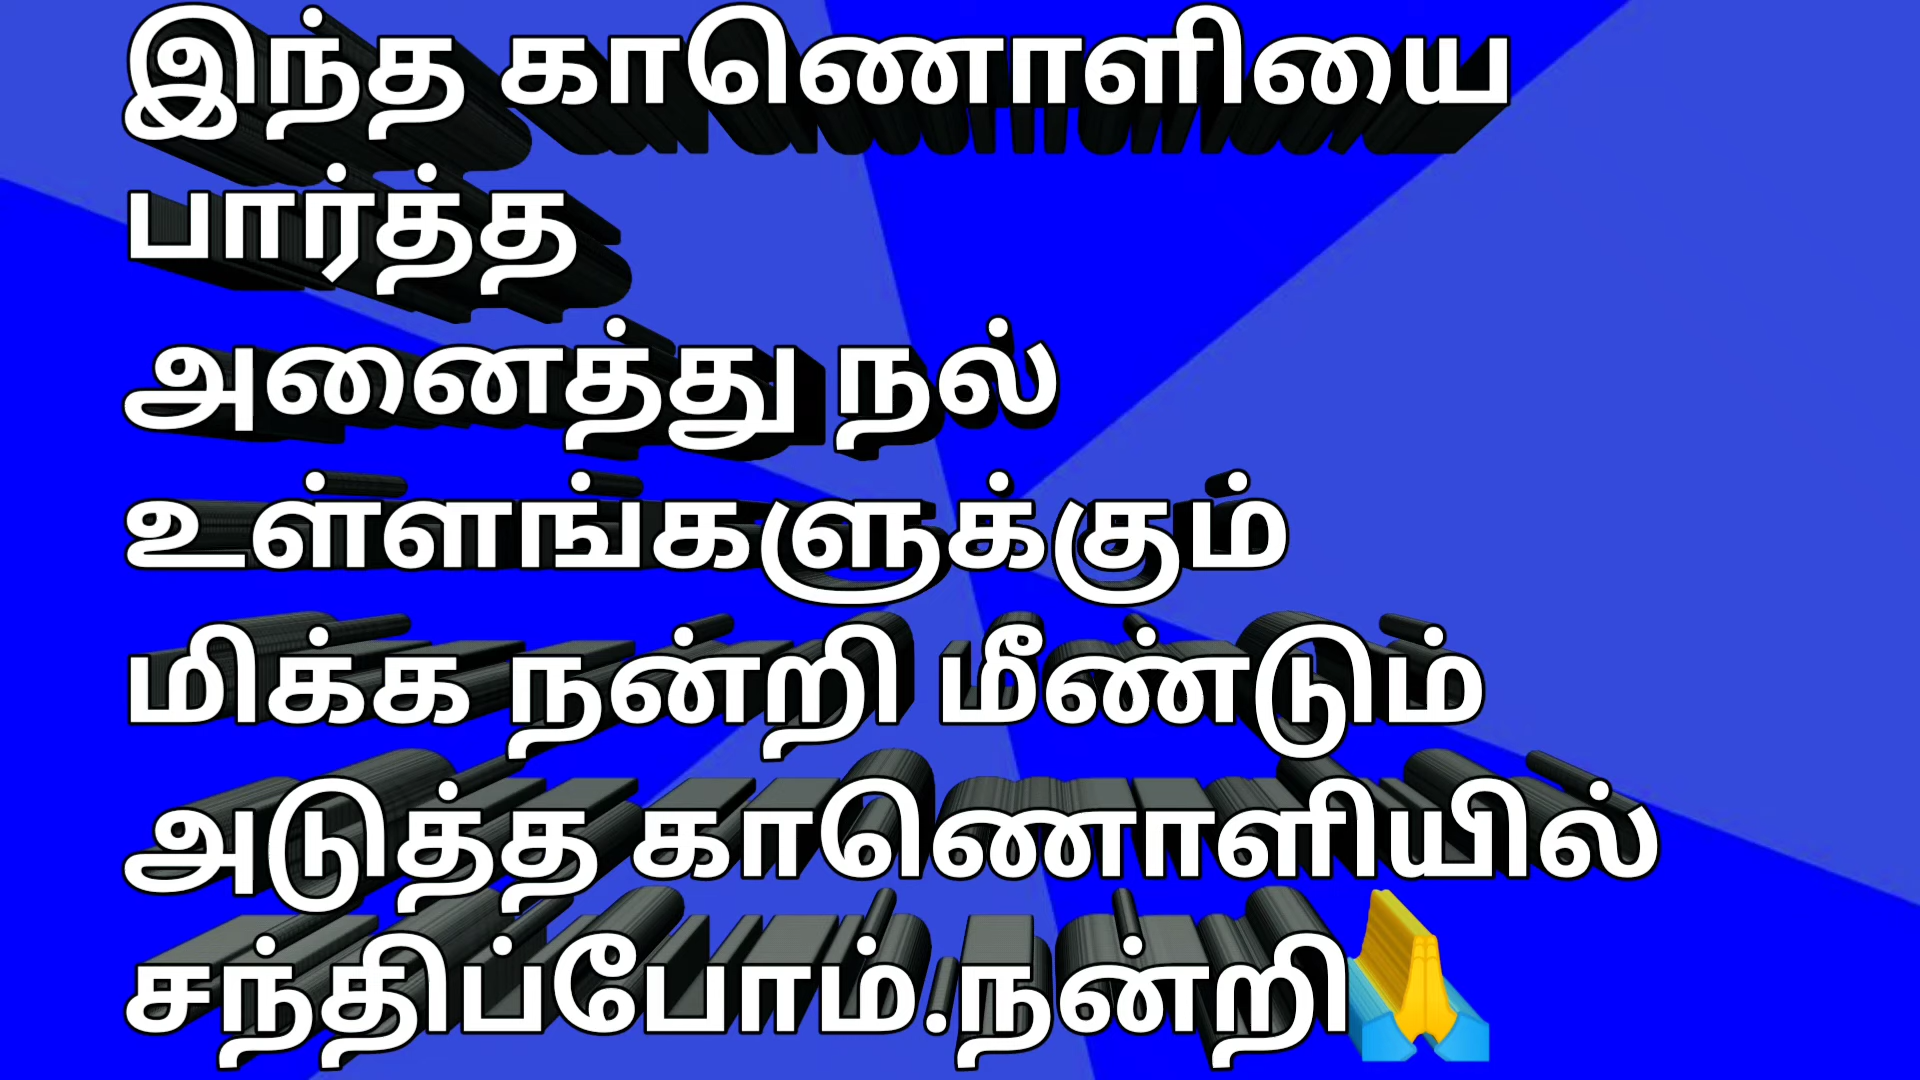 இந்த காணொளியை
பார்த்த
அனைத்து நல்
உள்ளங்களுக்கும்
மிக்க நன்றி மீண்டும்
அடுத்த காணொளியில்
சந்திப்போம்.நன்றி🙏